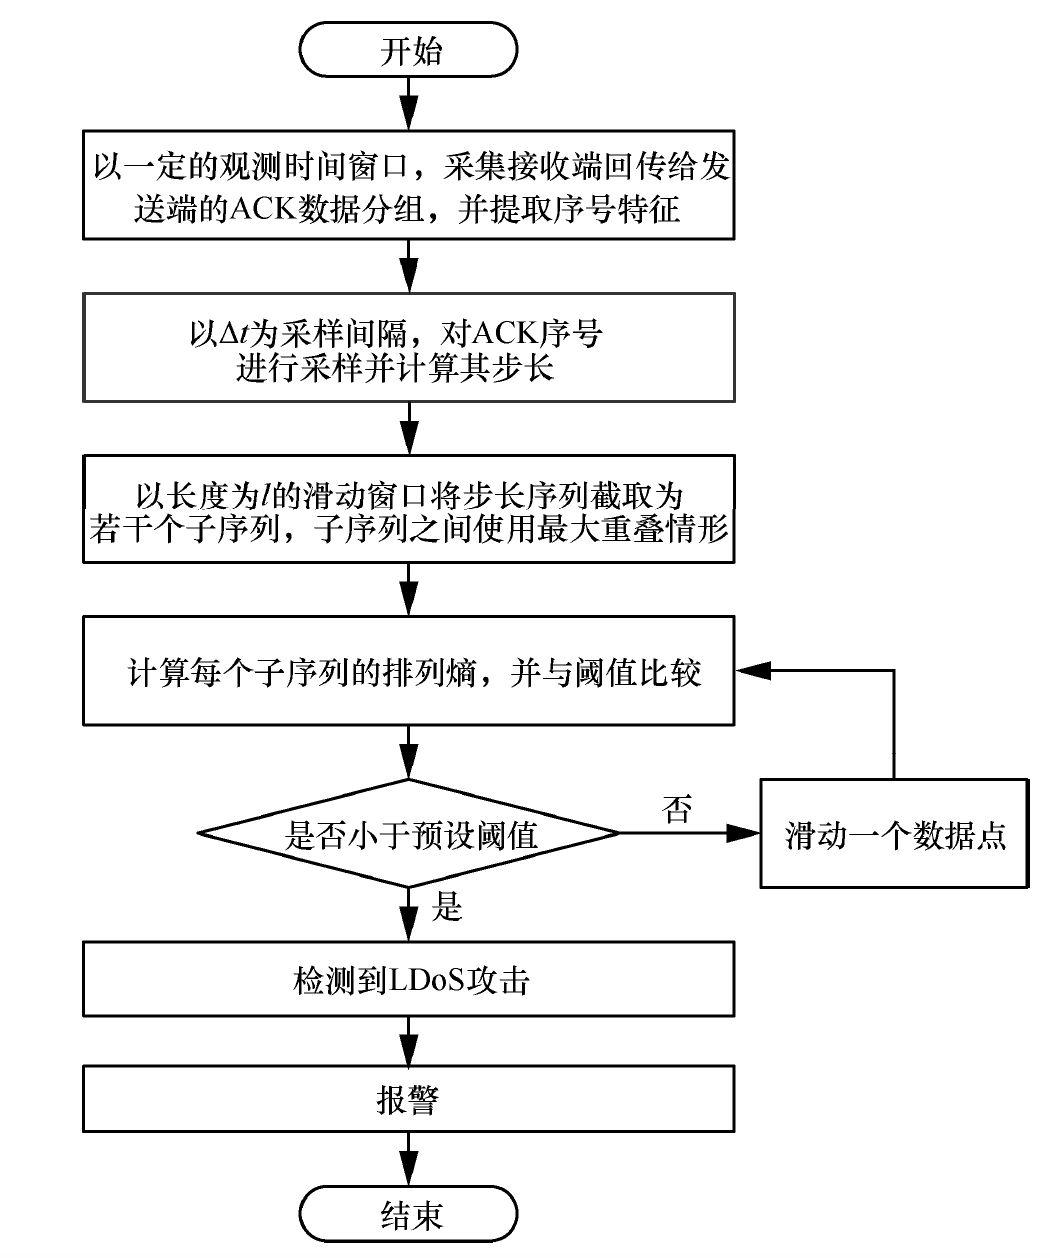 开始
以一定的观测时间窗口，采集接收端回传给发
送端的ACK数据分组，并提取序号特征
以Δt为采样间隔，对ACK序号
进行采样并计算其步长
以长度为l的滑动窗口将步长序列截取为
若干个子序列，子序列之间使用最大重叠情形
计算每个子序列的排列熵，并与阈值比较
是否小于预设阈值
否
滑动一个数据点
是
检测到LDoS攻击
报警
结束